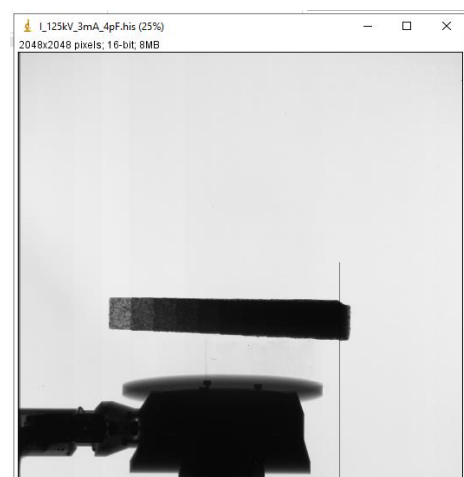 I_125kV_3mA_4pF.his (25%)
2048x2048 pixels; 16-bit; 8MB